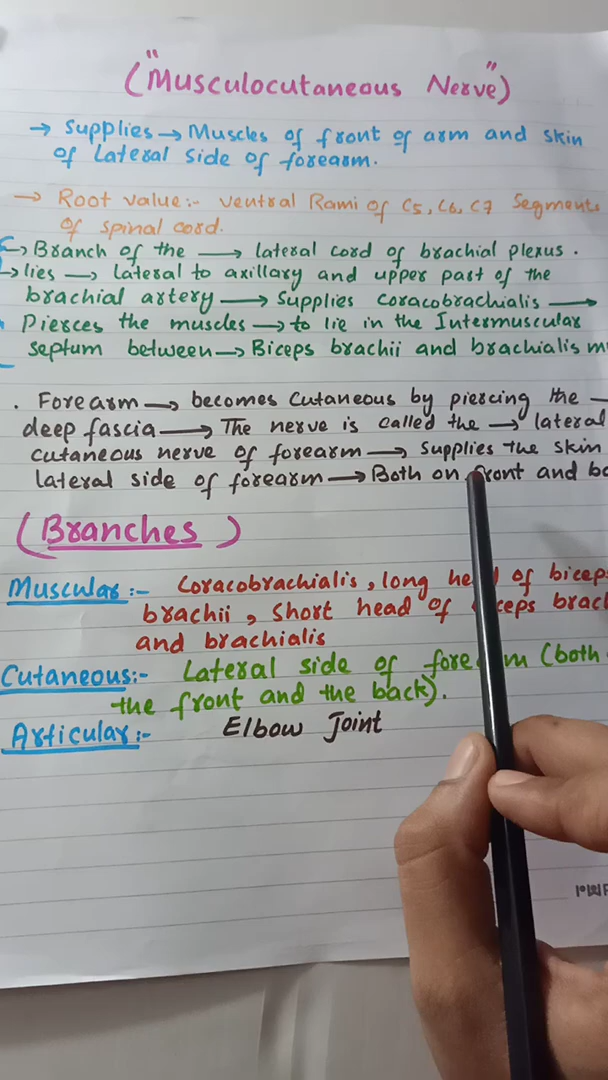 ("Musculocutaneous Nerve")
→ Supplies → Muscles of front of arm and skin
of Lateral side of forearm.
→ Root value:- ventral Rami of C5, C6, C7 Segments
of spinal cord.
→ Branch of the → lateral cord of brachial plexus.
→ lies → Lateral to axillary and upper part of the
brachial artery → Supplies coracobrachialis →
Pierces the muscles → to lie in the Intermuscular
septum between → Biceps brachii and brachialis
. Forearm → becomes Cutaneous by piercing the →
deep fascia → The nerve is called the → lateral
cutaneous nerve of forearm → Supplies the skin
lateral side of forearm → Both on front and
(Branches)
Muscular:- Coracobrachialis, long head of biceps
brachii, Short head of biceps
and brachialis
Cutaneous:- Lateral side of forearm (both
the front and the back).
Articular:- Elbow Joint